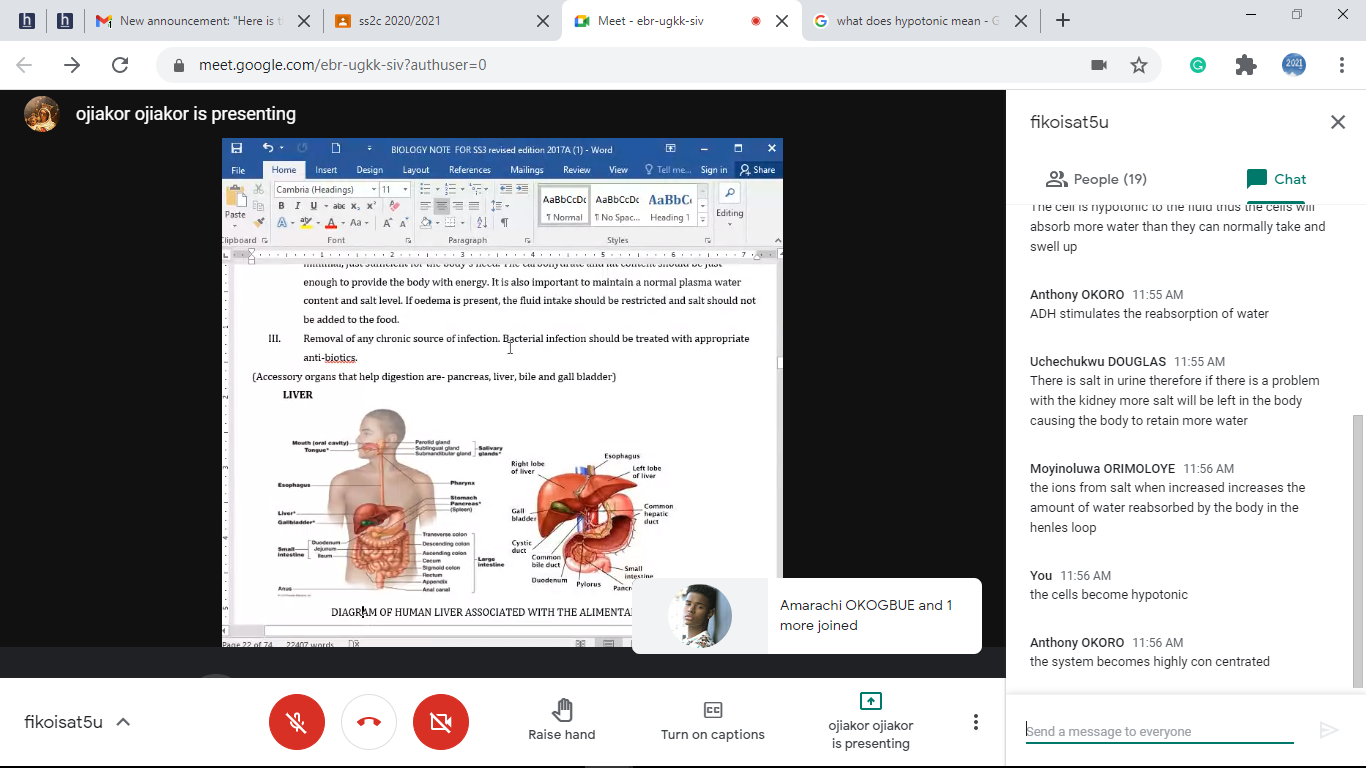 New announcement: "Here is t
ss2c 2020/2021
Meet - ebr-ugkk-siv
what does hypotonic mean - G
meet.google.com/ebr-ugkk-siv?authuser=0
2021
ojiakor ojiakor is presenting
BIOLOGY NOTE FOR SS3 revised edition 2017A (1) - Word
File Home Insert Design Layout References Mailings Review View Tell me... Sign in Share
Cambria (Headings) 11
Paste
AaBbCcDc AaBbCcDc AaBbC
¶ Normal ¶ No Spac... Heading 1
Editing
lipboard Font Paragraph Styles
minimal, just sufficient for the body's need. The carbohydrate and fat content should be just
enough to provide the body with energy. It is also important to maintain a normal plasma water
content and salt level. If oedema is present, the fluid intake should be restricted and salt should not
be added to the food.
III. Removal of any chronic source of infection. Bacterial infection should be treated with appropriate
anti-biotics.
(Accessory organs that help digestion are- pancreas, liver, bile and gall bladder)
LIVER
Mouth (oral cavity)
Tongue*
Parotid gland
Sublingual gland
Submandibular gland
Salivary
glands*
Esophagus
Pharynx
Stomach
Pancreas*
(Spleen)
Liver*
Gallbladder*
Small
intestine
Duodenum
Jejunum
Ileum
Transverse colon
Descending colon
Ascending colon
Cecum
Sigmoid colon
Rectum
Appendix
Anal canal
Large
intestine
Anus
Esophagus
Right lobe
of liver
Left lobe
of liver
Gall
bladder
Common
hepatic
duct
Cystic
duct
Common
bile duct
Duodenum
Pylorus
Small
intestine
Pancr
DIAGRAM OF HUMAN LIVER ASSOCIATED WITH THE ALIMENTA
Page 22 of 74 22407 words
Amarachi OKOGBUE and 1
more joined
fikoisat5u
Raise hand
Turn on captions
ojiakor ojiakor
is presenting
fikoisat5u
People (19)
Chat
The cell is hypotonic to the fluid thus the cells will
absorb more water than they can normally take and
swell up
Anthony OKORO 11:55 AM
ADH stimulates the reabsorption of water
Uchechukwu DOUGLAS 11:55 AM
There is salt in urine therefore if there is a problem
with the kidney more salt will be left in the body
causing the body to retain more water
Moyinoluwa ORIMOLOYE 11:56 AM
the ions from salt when increased increases the
amount of water reabsorbed by the body in the
henles loop
You 11:56 AM
the cells become hypotonic
Anthony OKORO 11:56 AM
the system becomes highly con centrated
Send a message to everyone